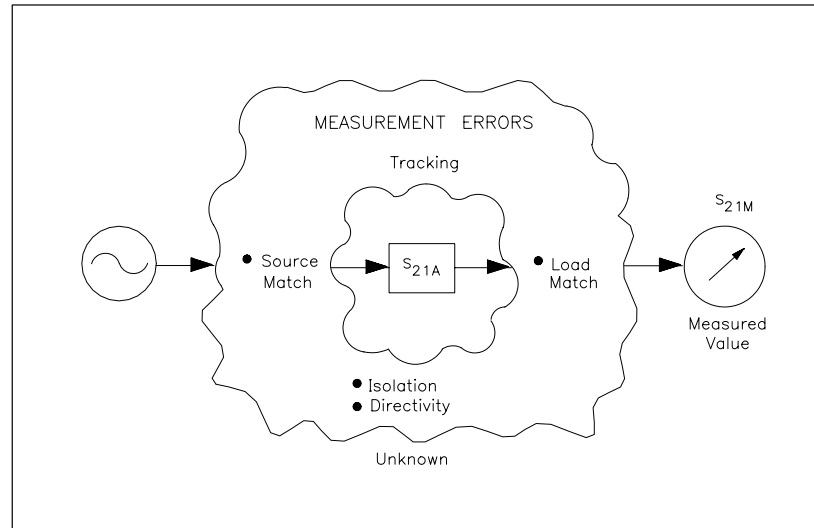 MEASUREMENT ERRORS
Tracking
S21M
Source
Match
S21A
Load
Match
Measured
Value
Isolation
Directivity
Unknown